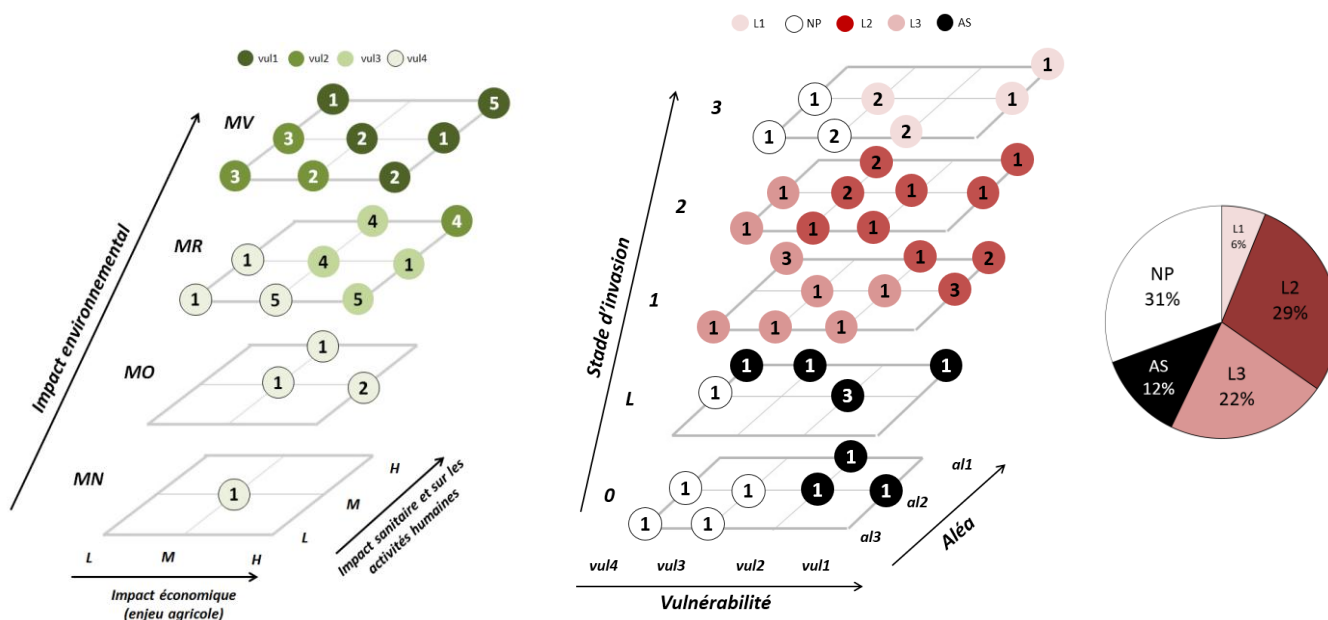 vul1 vul2 vul3 vul4
Impact environnemental
MV
1 5
3 2 1
3 2 2
MR
4 4
1 4 1
1 5 5
MO
1
1 2
MN
1
L M H
L M H
Impact économique
(enjeu agricole)
Impact sanitaire et sur les
activités humaines
L1 NP L2 L3 AS
Stade d'invasion
3
1
1 2 1
1 2 2
2
2 1
1 2 1 1
1 1 1
1
3 1 2
1 1 3
1 1 1
L
1 1 1
1 3
0
1
1 1 1 1
1 1
al1
al2
al3
Aléa
vul4 vul3 vul2 vul1
Vulnérabilité
L1
6%
L2
29%
L3
22%
AS
12%
NP
31%